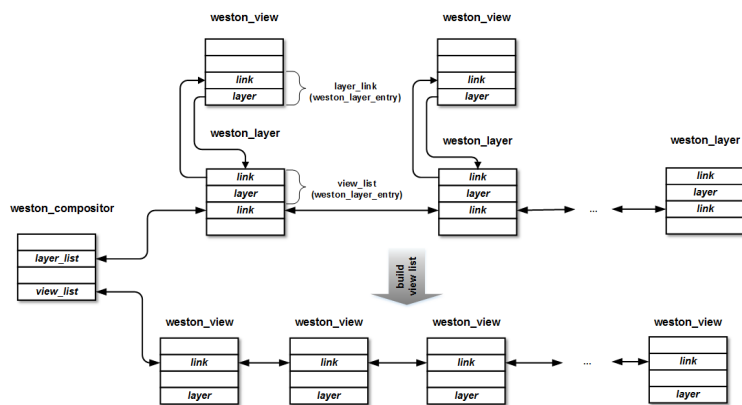 weston_view
weston_view
link
layer
layer_link
(weston_layer_entry)
link
layer
weston_layer
weston_layer
weston_layer
link
layer
link
view_list
(weston_layer_entry)
link
layer
link
...
link
layer
link
weston_compositor
layer_list
view_list
build
view list
weston_view
weston_view
weston_view
weston_view
link
layer
link
layer
link
layer
...
link
layer